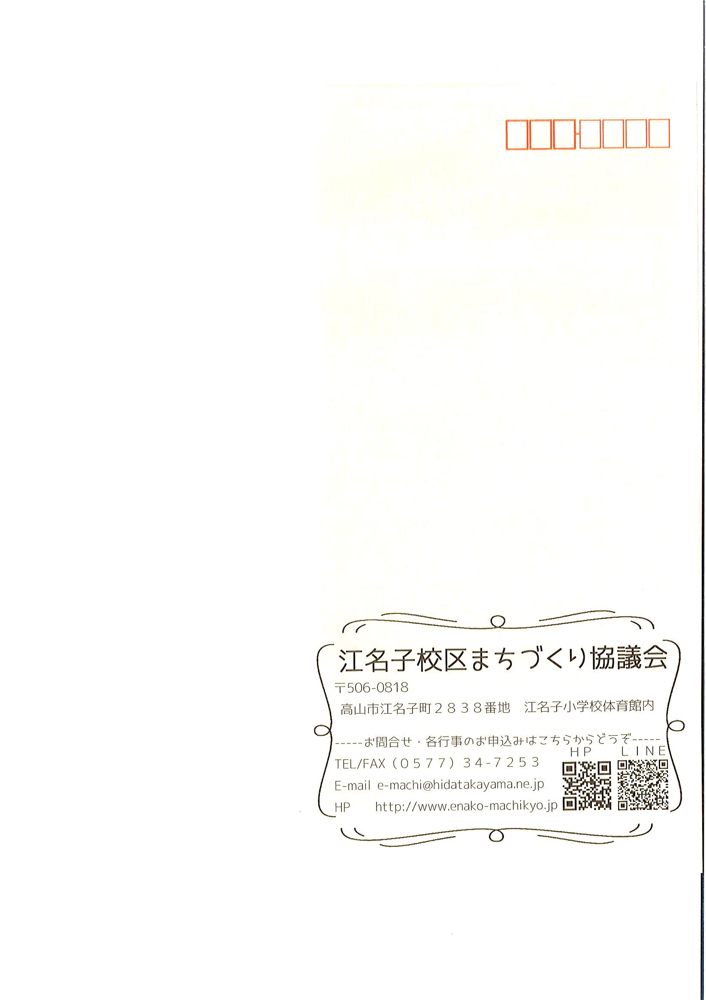 江名子校区まちづくり協議会
〒506-0818
高山市江名子町２８３８番地　江名子小学校体育館内
-----お問合せ・各行事のお申込みはこちらからどうぞ-----
ＨＰ　ＬＩＮＥ
TEL/FAX（０５７７）３４-７２５３
E-mail e-machi@hidatakayama.ne.jp
HP　http://www.enako-machikyo.jp